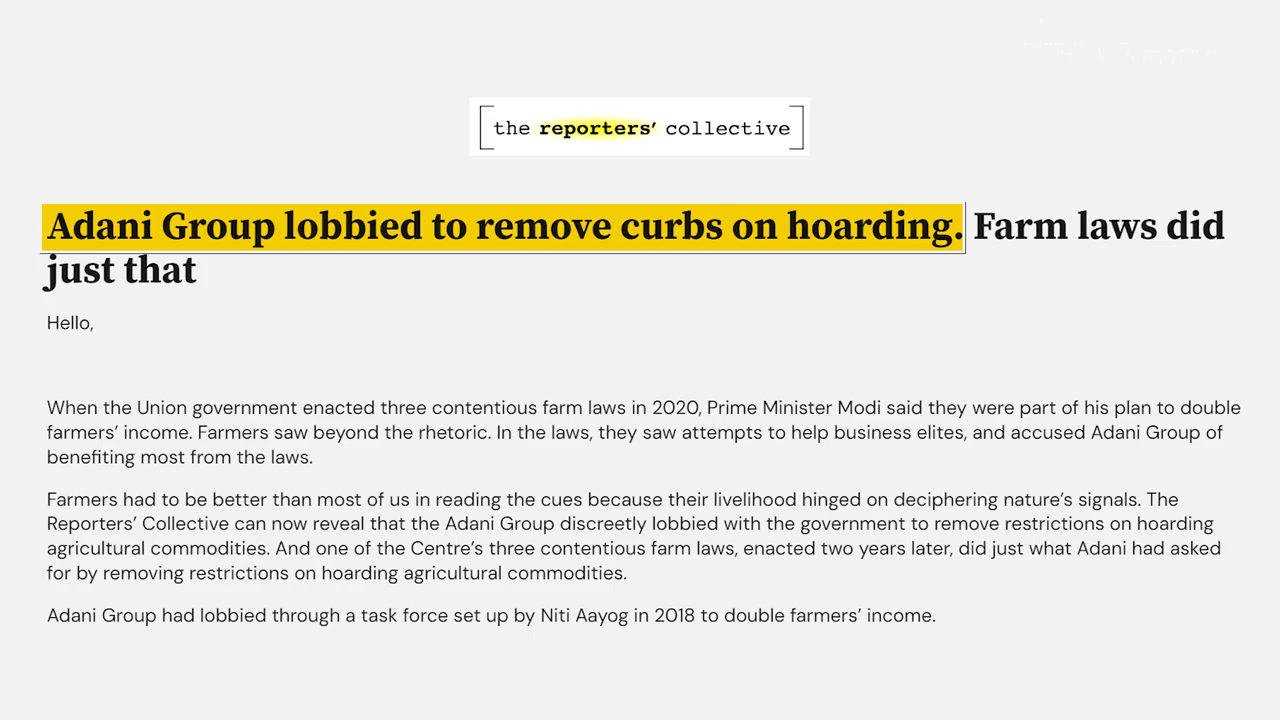 the reporters' collective
Adani Group lobbied to remove curbs on hoarding. Farm laws did
just that
Hello,
When the Union government enacted three contentious farm laws in 2020, Prime Minister Modi said they were part of his plan to double
farmers' income. Farmers saw beyond the rhetoric. In the laws, they saw attempts to help business elites, and accused Adani Group of
benefiting most from the laws.
Farmers had to be better than most of us in reading the cues because their livelihood hinged on deciphering nature's signals. The
Reporters' Collective can now reveal that the Adani Group discreetly lobbied with the government to remove restrictions on hoarding
agricultural commodities. And one of the Centre's three contentious farm laws, enacted two years later, did just what Adani had asked
for by removing restrictions on hoarding agricultural commodities.
Adani Group had lobbied through a task force set up by Niti Aayog in 2018 to double farmers' income.